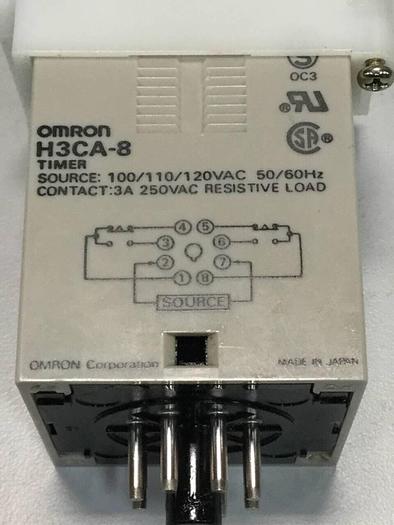 OC3
OMRON
H3CA-8
TIMER
SOURCE: 100/110/120VAC 50/60Hz
CONTACT:3A 250VAC RESISTIVE LOAD
4 5
3 6
2 7
1 8
SOURCE
OMRON Corporation MADE IN JAPAN